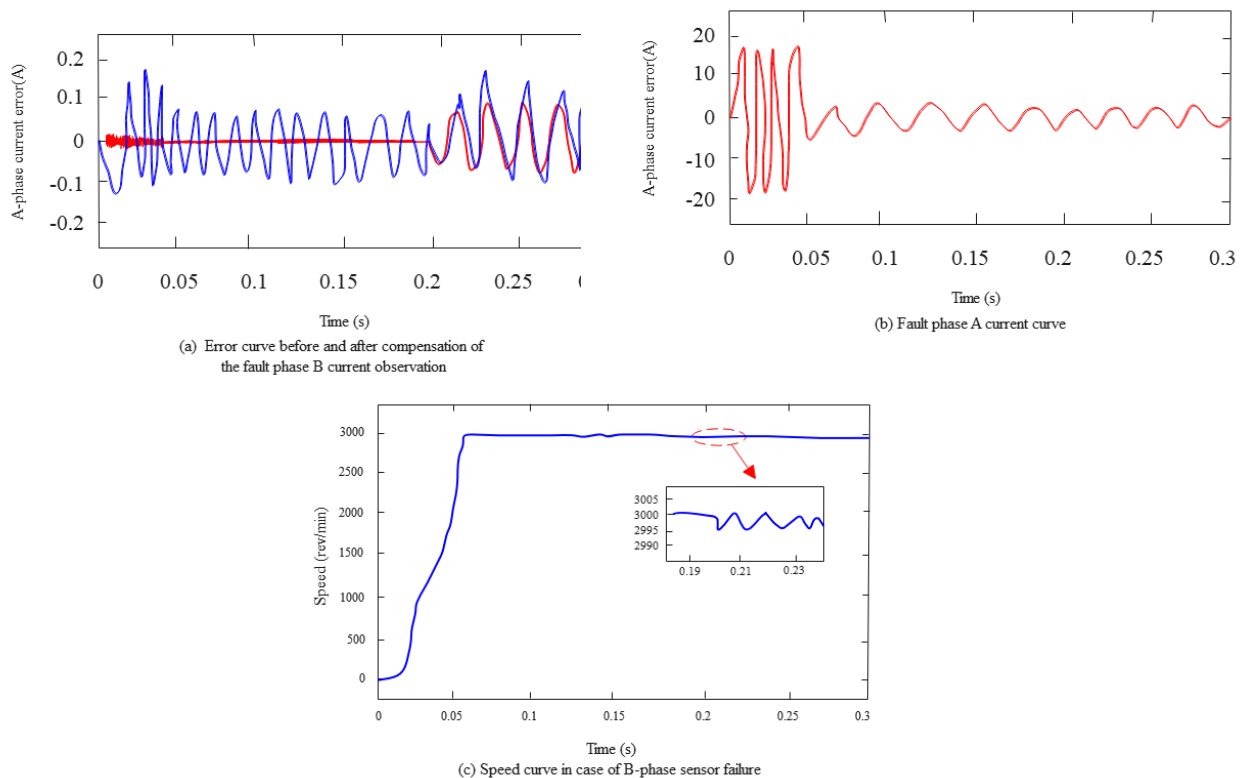 A-phase current error(A)
0.2
0.1
0
-0.1
-0.2
0 0.05 0.1 0.15 0.2 0.25
Time (s)
(a) Error curve before and after compensation of
the fault phase B current observation
A-phase current error(A)
20
10
0
-10
-20
0 0.05 0.1 0.15 0.2 0.25 0.3
Time (s)
(b) Fault phase A current curve
Speed (rev/min)
3000
2500
2000
1500
1000
500
0
3005
3000
2995
2990
0.19 0.21 0.23
0 0.05 0.1 0.15 0.2 0.25 0.3
Time (s)
(c) Speed curve in case of B-phase sensor failure